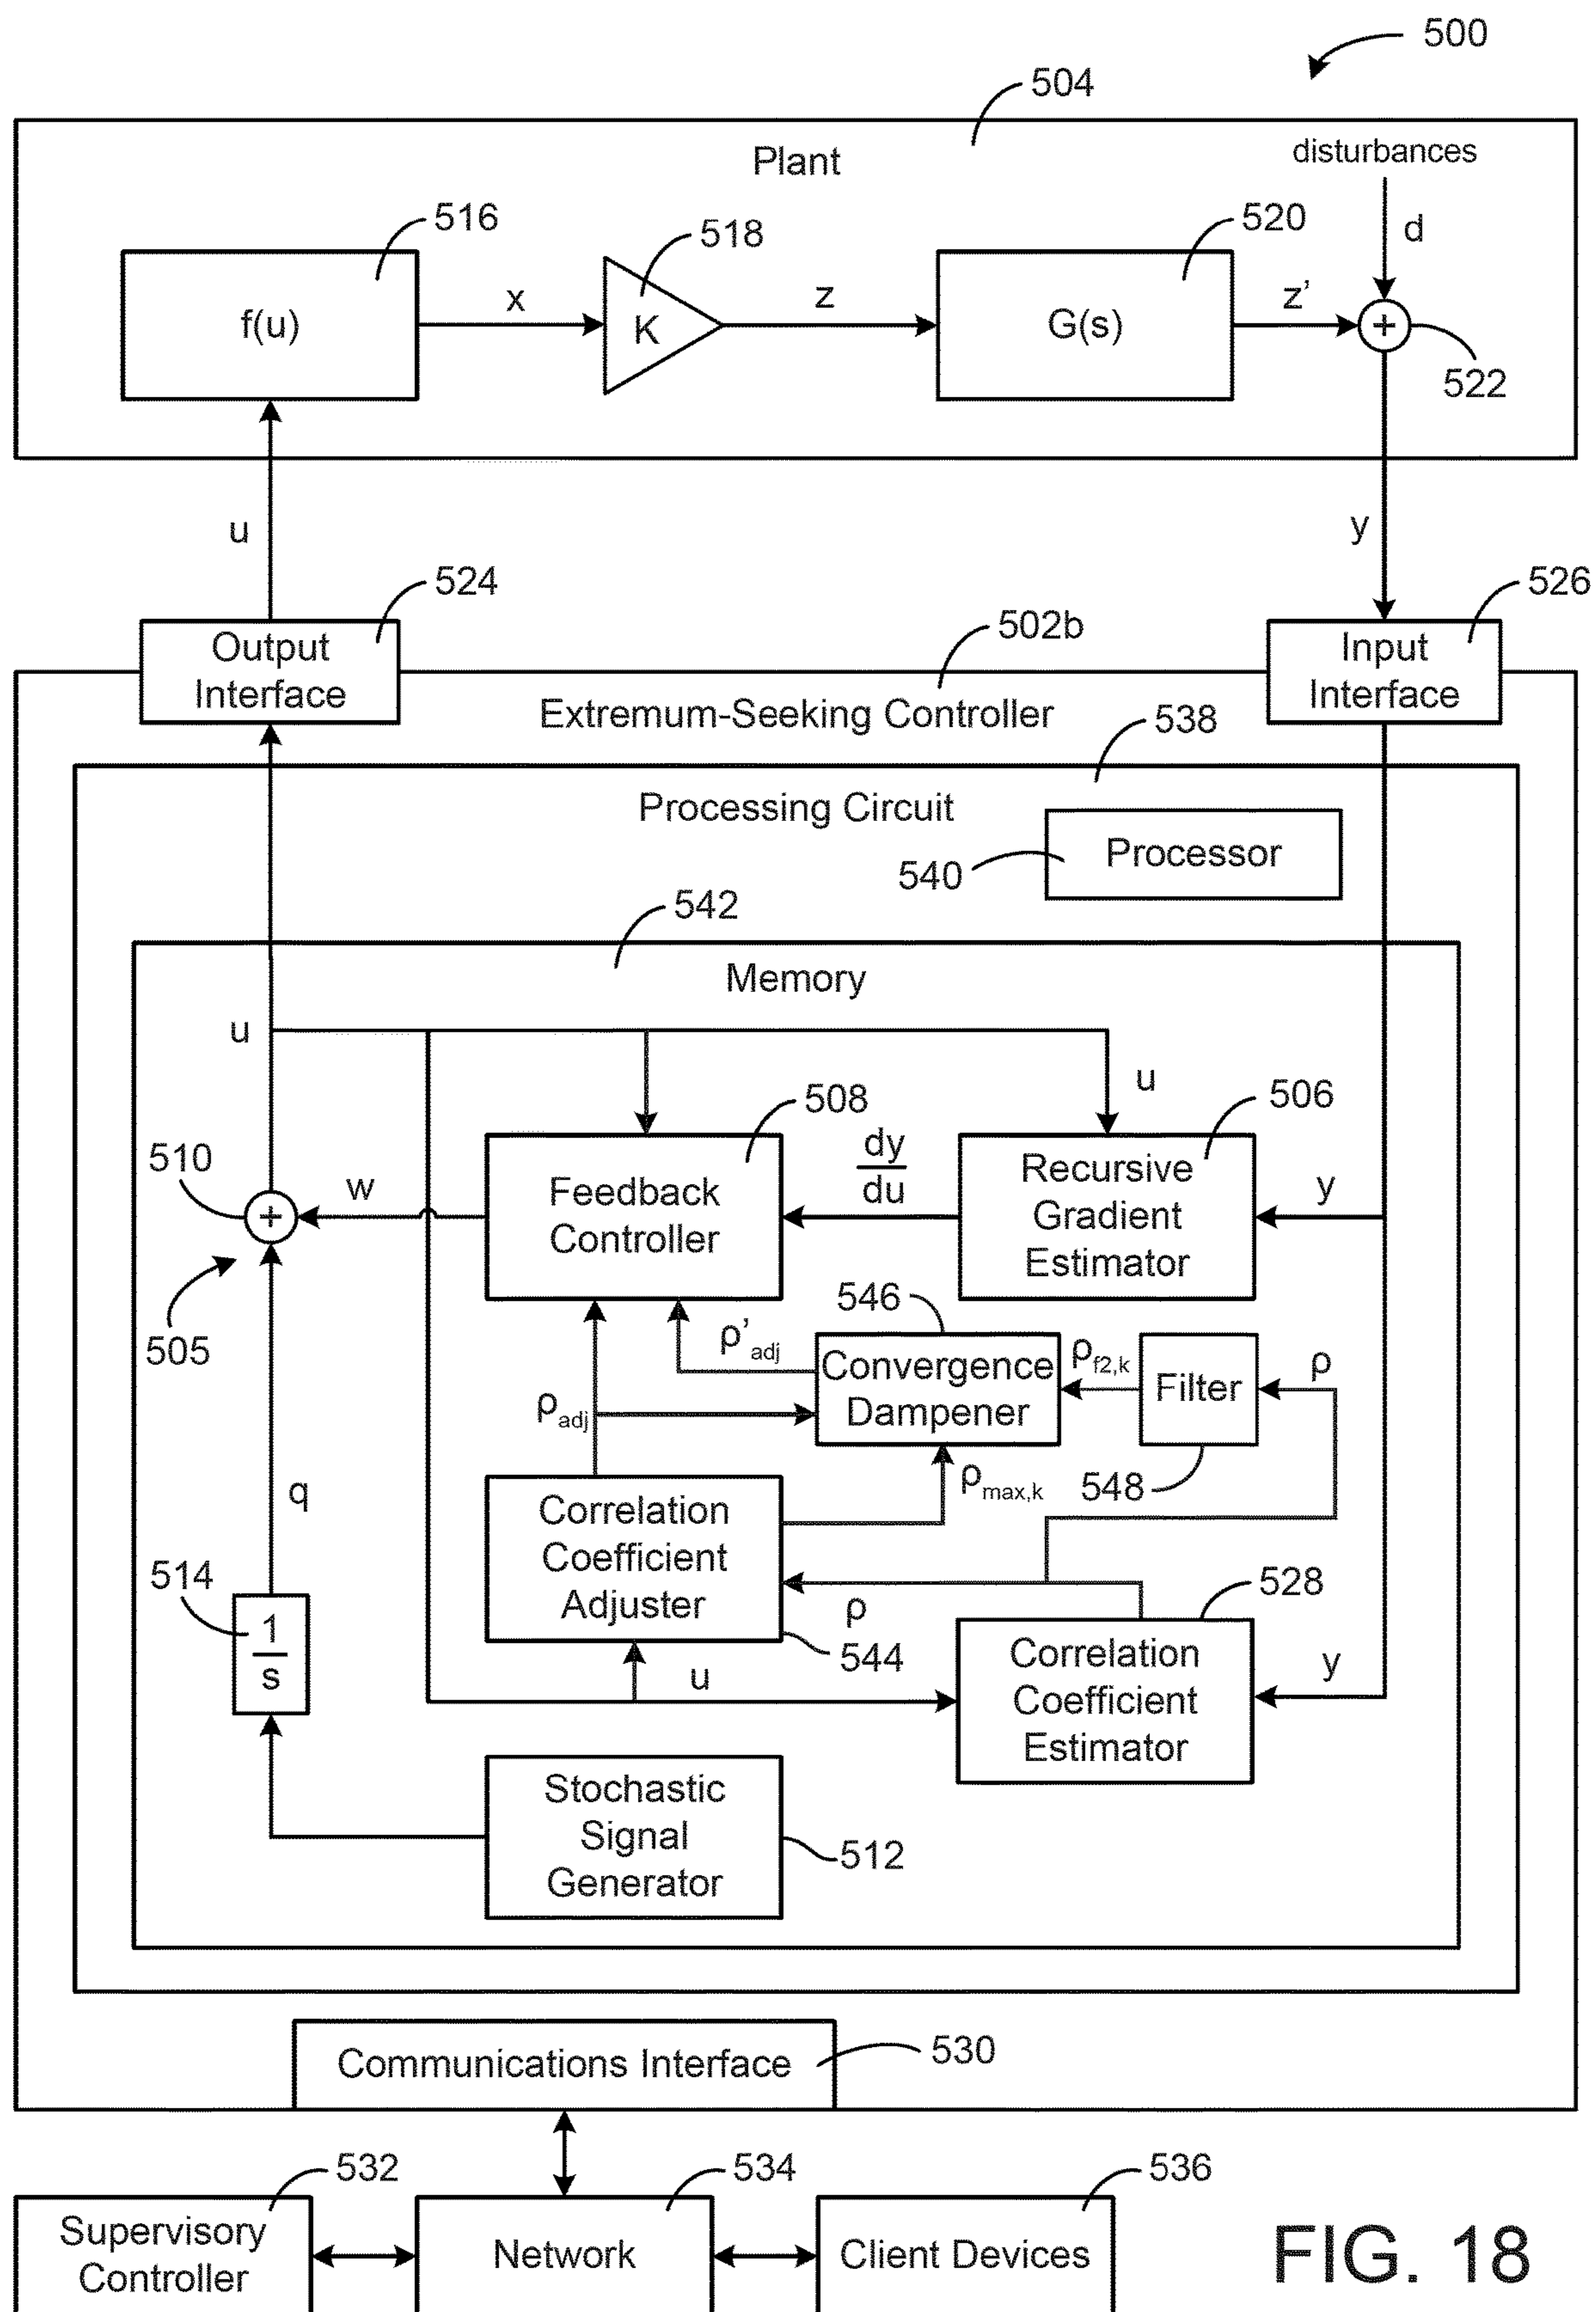 500
504
Plant
disturbances
516
518
520
d
f(u)
x
K
z
G(s)
z’
+
522
u
y
524
526
Output
Interface
502b
Input
Interface
Extremum-Seeking Controller
538
Processing Circuit
Processor
540
542
Memory
u
u
508
506
510
w
+
Feedback
Controller
dy
du
Recursive
Gradient
Estimator
y
505
546
ρ’adj
Convergence
Dampener
ρf2,k
Filter
ρ
ρadj
ρmax,k
548
q
Correlation
Coefficient
Adjuster
514
1
s
ρ
528
544
u
Correlation
Coefficient
Estimator
y
Stochastic
Signal
Generator
512
Communications Interface
530
532
534
536
Supervisory
Controller
Network
Client Devices
FIG. 18